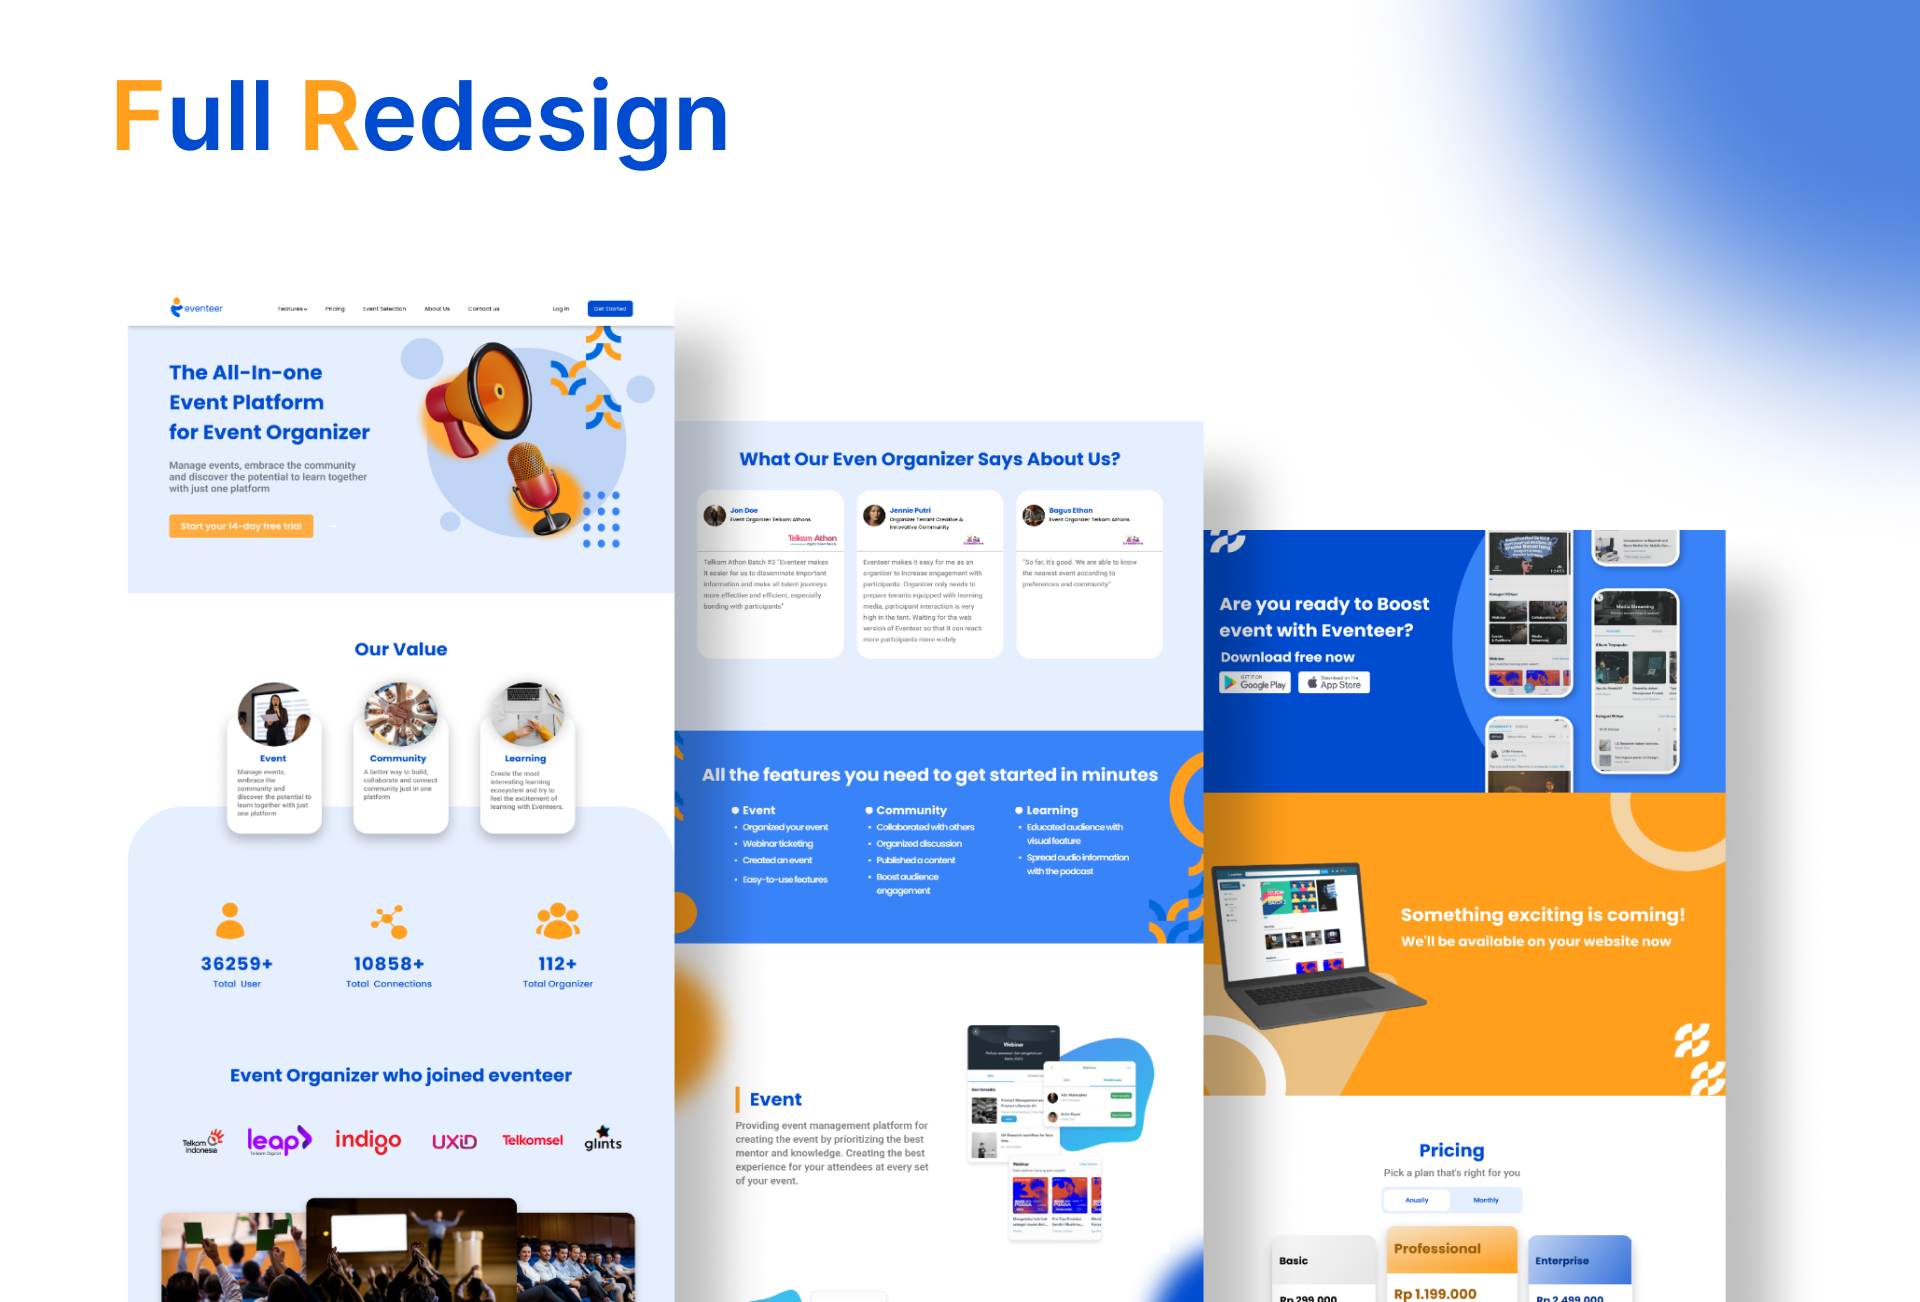 Full Redesign
eventeer
Features
Pricing
Event Selection
About Us
Contact us
Log in
Get Started
The All-In-one
Event Platform
for Event Organizer
Manage events, embrace the community
and discover the potential to learn together
with just one platform
Start your 14-day free trial
Our Value
Event
Manage events,
embrace the
community and
discover the potential to
learn together with just
one platform
Community
A better way to build,
collaborate and connect
community just in one
platform
Learning
Create the most
interesting learning
ecosystem and try to
feel the excitement of
learning with Eventeers.
36259+
Total User
10858+
Total Connections
112+
Total Organizer
Event Organizer who joined eventeer
Telkom
Indonesia
leap
Telkom Digital
indigo
UXiD
Telkomsel
glints
What Our Even Organizer Says About Us?
Jon Doe
Event Organizer Telkom Athons
Telkom Athon
Telkom Athon Batch #3 "Eventeer makes
it easier for us to disseminate important
information and make all talent journeys
more effective and efficient, especially
bonding with participants"
Jennie Putri
Organizer Tenant Creative &
Innovative Community
Eventeer makes it easy for me as an
organizer to increase engagement with
participants. Organizer only needs to
prepare tenants equipped with learning
media, participant interaction is very
high in the tent. Waiting for the web
version of Eventeer so that it can reach
more participants more widely
Bagus Ethan
Event Organizer Telkom Athons
"So far, it's good. We are able to know
the nearest event according to
preferences and community"
All the features you need to get started in minutes
Event
• Organized your event
• Webinar ticketing
• Created an event
• Easy-to-use features
Community
• Collaborated with others
• Organized discussion
• Published a content
• Boost audience
engagement
Learning
• Educated audience with
visual feature
• Spread audio information
with the podcast
Event
Providing event management platform for
creating the event by prioritizing the best
mentor and knowledge. Creating the best
experience for your attendees at every set
of your event.
Webinar
Webinar
Webinar
Are you ready to Boost
event with Eventeer?
Download free now
GET IT ON
Google Play
Download on the
App Store
Media Streaming
Something exciting is coming!
We'll be available on your website now
Pricing
Pick a plan that's right for you
Anually
Monthly
Basic
Rp 299.000
Professional
Rp 1.199.000
Enterprise
Rp 2.499.000